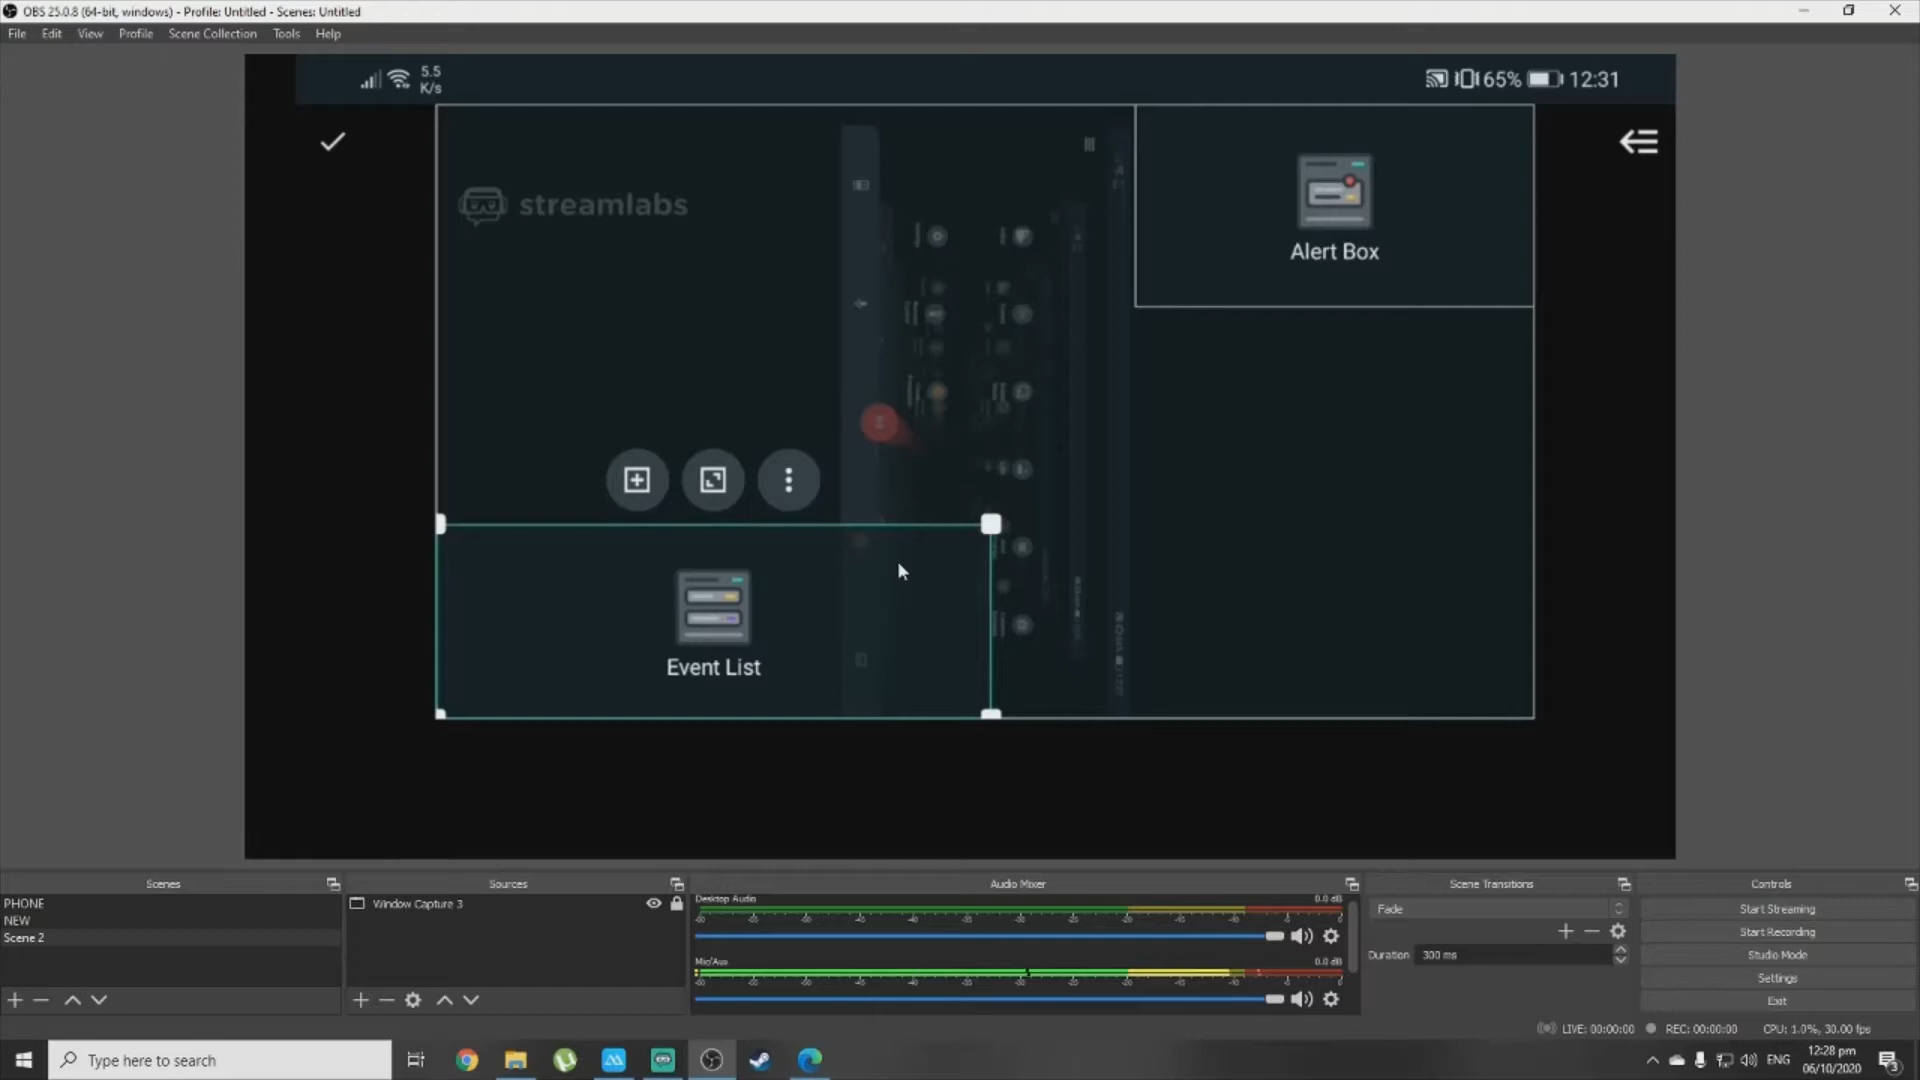 OBS 25.0.8 (64-bit, windows) - Profile: Untitled - Scenes: Untitled
File Edit View Profile Scene Collection Tools Help
5.5 K/s
65% 12:31
streamlabs
Alert Box
Event List
Scenes
PHONE
NEW
Scene 2
Sources
Window Capture 3
Audio Mixer
Desktop Audio 0.0 dB
Mic/Aux 0.0 dB
Scene Transitions
Fade
Duration 300 ms
Controls
Start Streaming
Start Recording
Studio Mode
Settings
Exit
LIVE: 00:00:00 REC: 00:00:00 CPU: 1.0%, 30.00 fps
Type here to search
ENG
12:28 pm
06/10/2020